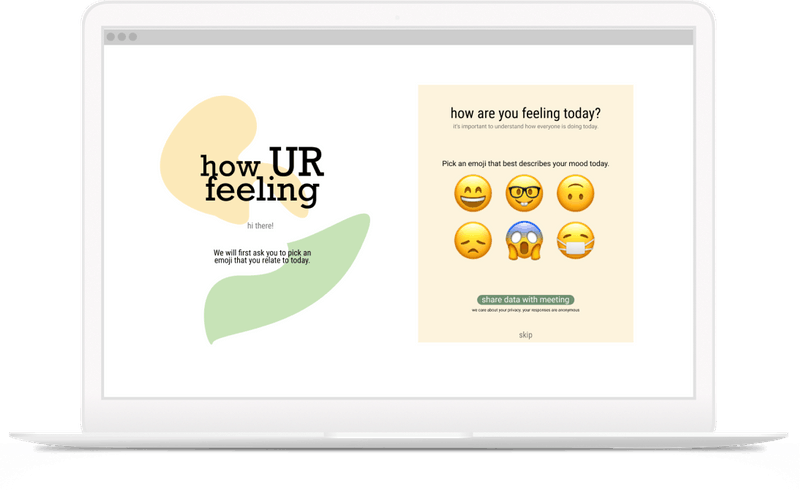 how UR
feeling
hi there!
We will first ask you to pick an
emoji that you relate to today.
how are you feeling today?
it's important to understand how everyone is doing today.
Pick an emoji that best describes your mood today.
share data with meeting
we care about your privacy. your responses are anonymous
skip